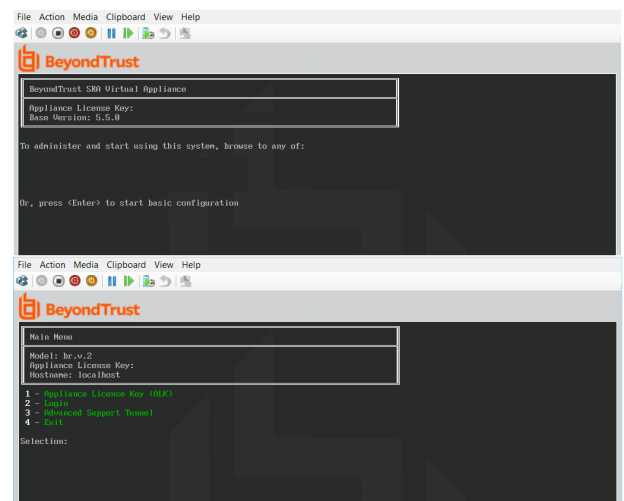 File Action Media Clipboard View Help
BeyondTrust
BeyondTrust SRA Virtual Appliance
Appliance License Key:
Base Version: 5.5.0
To administer and start using this system, browse to any of:
Or, press <Enter> to start basic configuration
File Action Media Clipboard View Help
BeyondTrust
Main Menu
Model: br.v.2
Appliance License Key:
Hostname: localhost
1 - Appliance License Key (ALK)
2 - Login
3 - Advanced Support Tunnel
4 - Exit
Selection: